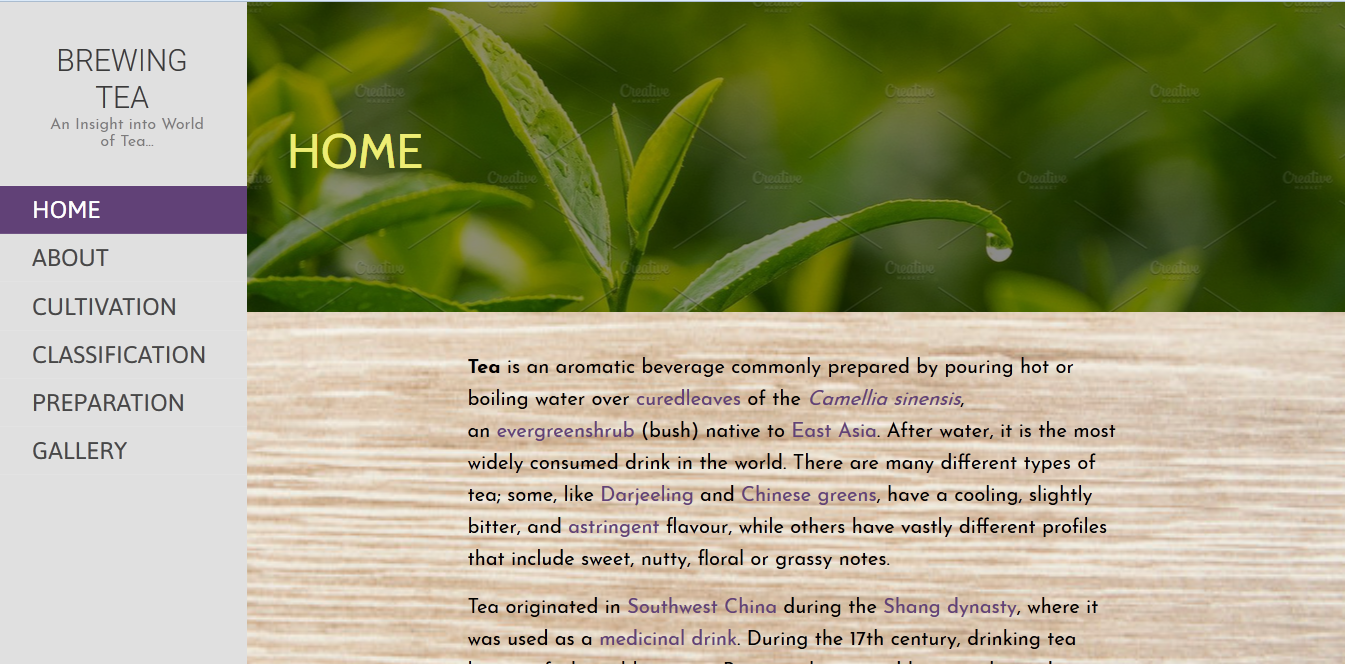 BREWING
TEA
An Insight into World
of Tea...
HOME
ABOUT
CULTIVATION
CLASSIFICATION
PREPARATION
GALLERY
HOME
Creative Market
Tea is an aromatic beverage commonly prepared by pouring hot or
boiling water over curedleaves of the Camellia sinensis,
an evergreenshrub (bush) native to East Asia. After water, it is the most
widely consumed drink in the world. There are many different types of
tea; some, like Darjeeling and Chinese greens, have a cooling, slightly
bitter, and astringent flavour, while others have vastly different profiles
that include sweet, nutty, floral or grassy notes.
Tea originated in Southwest China during the Shang dynasty, where it
was used as a medicinal drink. During the 17th century, drinking tea